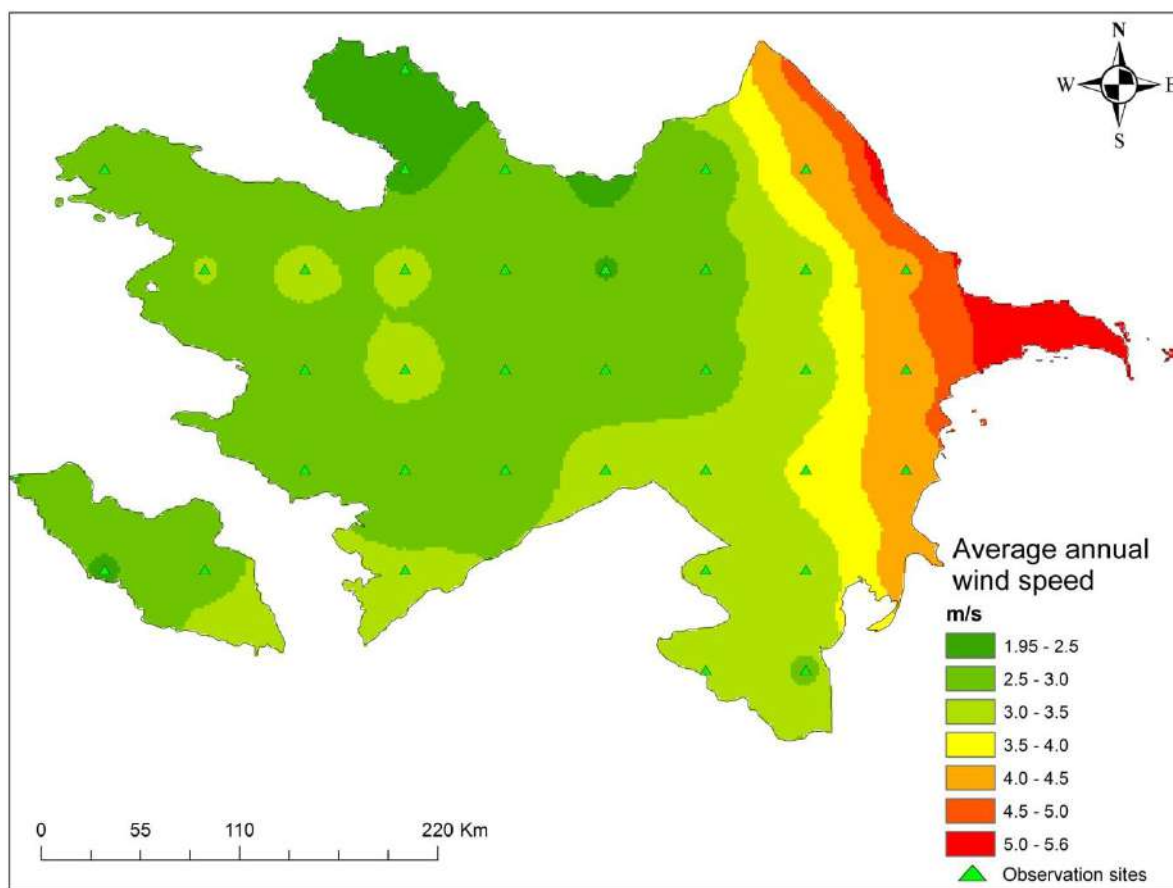 N
W E
S
Average annual
wind speed
m/s
1.95 - 2.5
2.5 - 3.0
3.0 - 3.5
3.5 - 4.0
4.0 - 4.5
4.5 - 5.0
5.0 - 5.6
Observation sites
0 55 110 220 Km